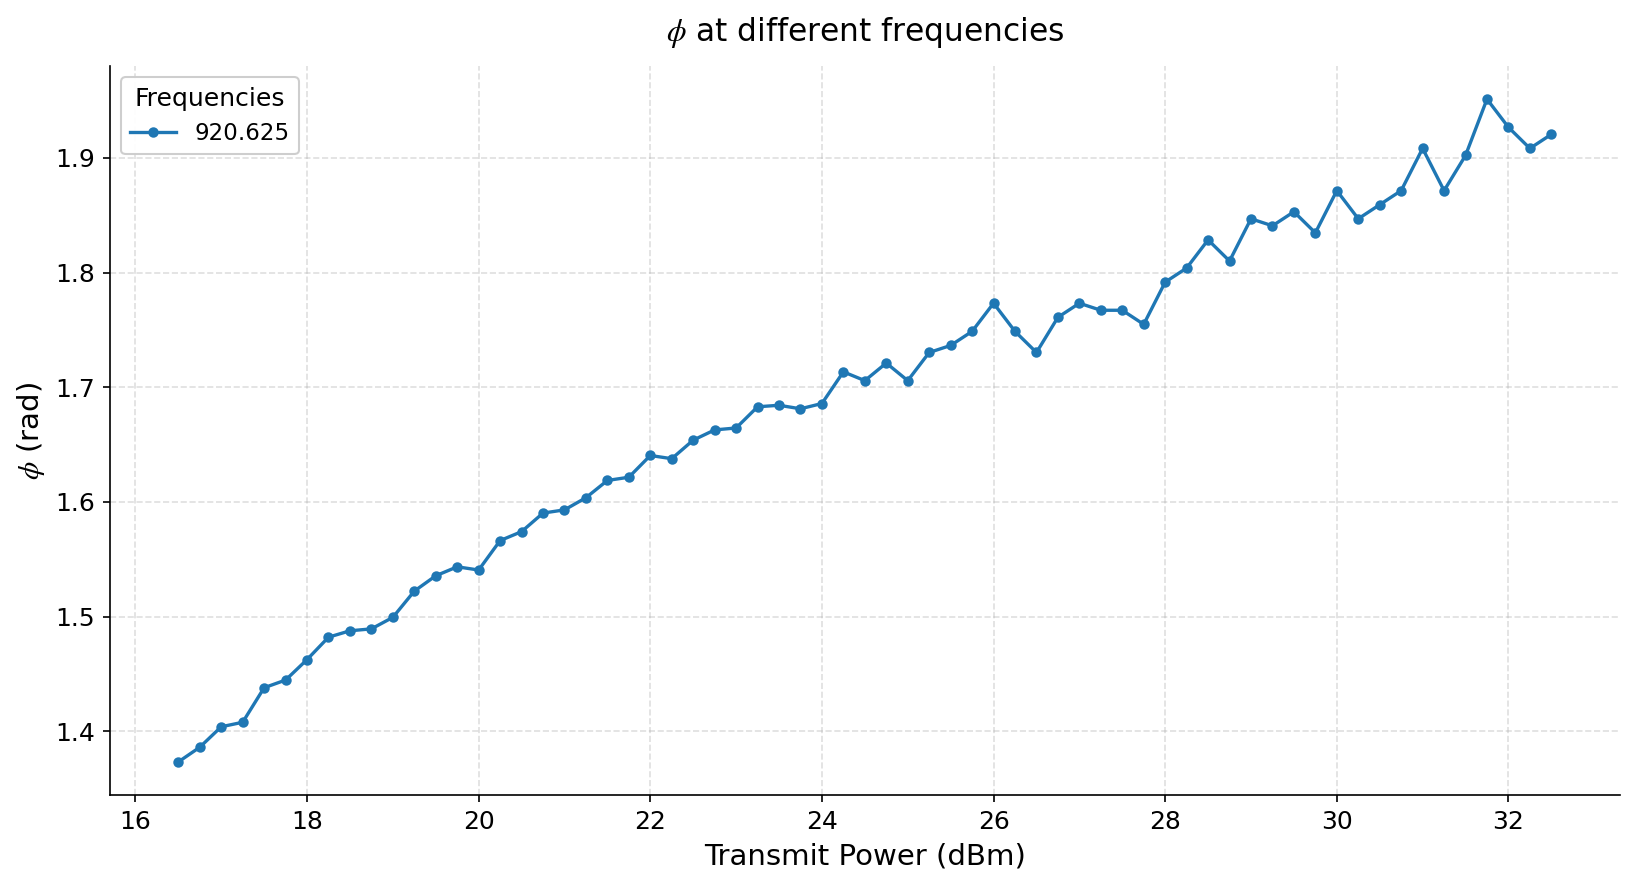 ϕ at different frequencies
Frequencies
920.625
1.9
1.8
1.7
1.6
1.5
1.4
ϕ (rad)
16 18 20 22 24 26 28 30 32
Transmit Power (dBm)